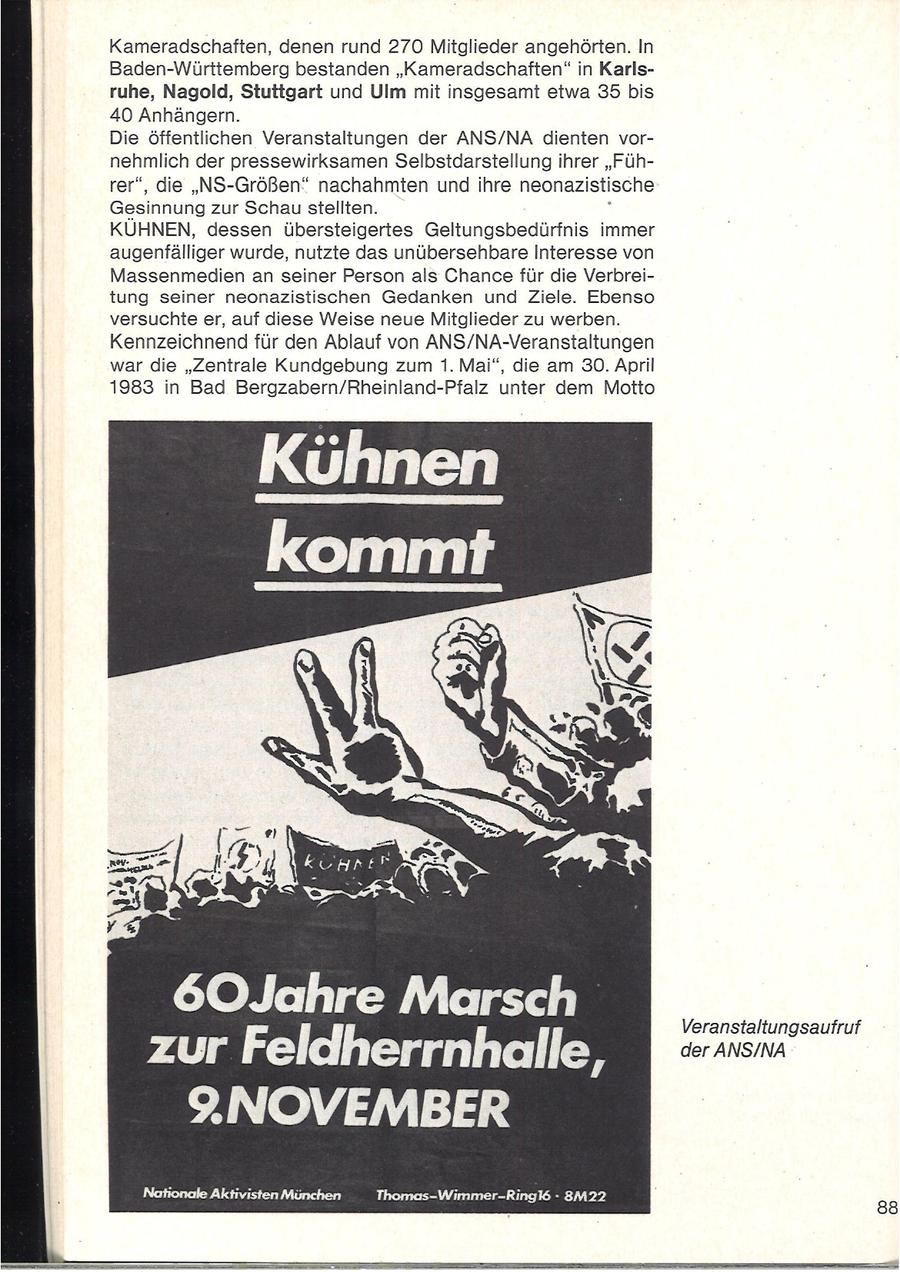 Kameradschaften, denen rund 270 Mitglieder angehörten. In
Baden-Württemberg bestanden „Kameradschaften“ in Karls-
ruhe, Nagold, Stuttgart und Ulm mit insgesamt etwa 35 bis
40 Anhängern.
Die öffentlichen Veranstaltungen der ANS/NA dienten vor-
nehmlich der pressewirksamen Selbstdarstellung ihrer „Füh-
rer“, die „NS-Größen“ nachahmten und ihre neonazistische
Gesinnung zur Schau stellten.
KÜHNEN, dessen übersteigertes Geltungsbedürfnis immer
augenfälliger wurde, nutzte das unübersehbare Interesse von
Massenmedien an seiner Person als Chance für die Verbrei-
tung seiner neonazistischen Gedanken und Ziele. Ebenso
versuchte er, auf diese Weise neue Mitglieder zu werben.
Kennzeichnend für den Ablauf von ANS/NA-Veranstaltungen
war die „Zentrale Kundgebung zum 1. Mai“, die am 30. April
1983 in Bad Bergzabern/Rheinland-Pfalz unter dem Motto
Kühnen
kommt
KÜHNEN
60 Jahre Marsch
zur Feldherrnhalle,
9. NOVEMBER
Nationale Aktivisten München Thomas-Wimmer-Ring 16 · 8M22
Veranstaltungsaufruf
der ANS/NA
88